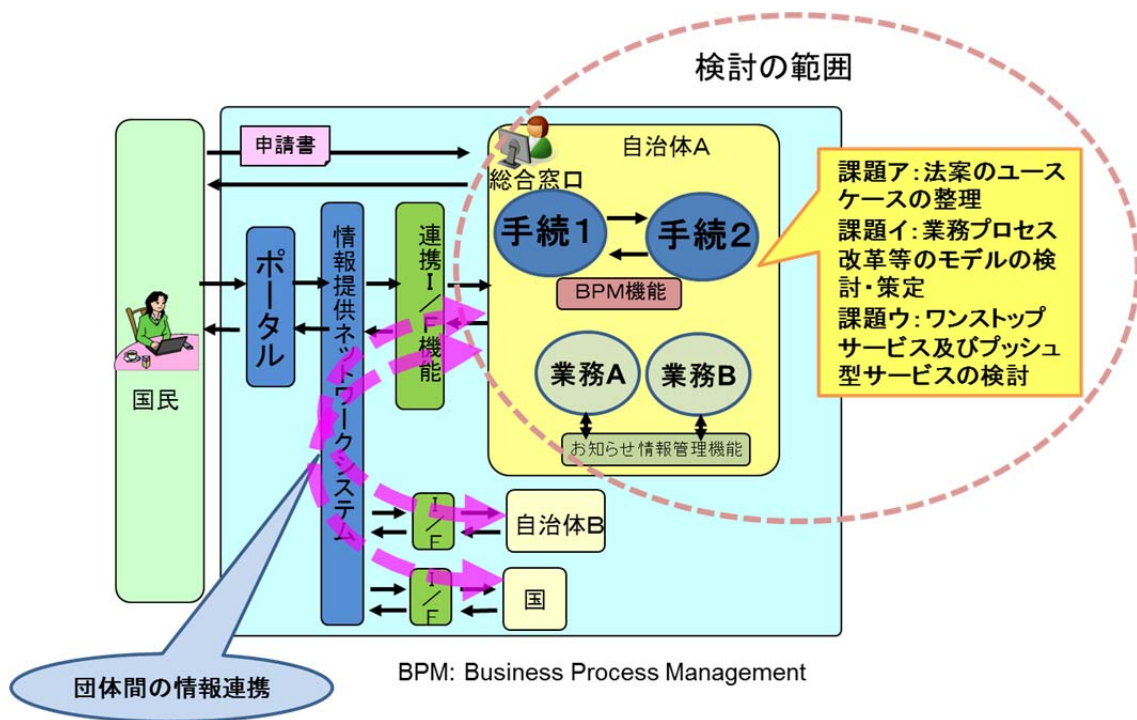 検討の範囲
申請書
自治体A
総合窓口
手続1
手続2
BPM機能
業務A
業務B
お知らせ情報管理機能
国民
ポータル
情報提供ネットワークシステム
連携I/F機能
I/F
自治体B
I/F
国
課題ア:法案のユース
ケースの整理
課題イ:業務プロセス
改革等のモデルの検
討・策定
課題ウ:ワンストップ
サービス及びプッシュ
型サービスの検討
団体間の情報連携
BPM: Business Process Management